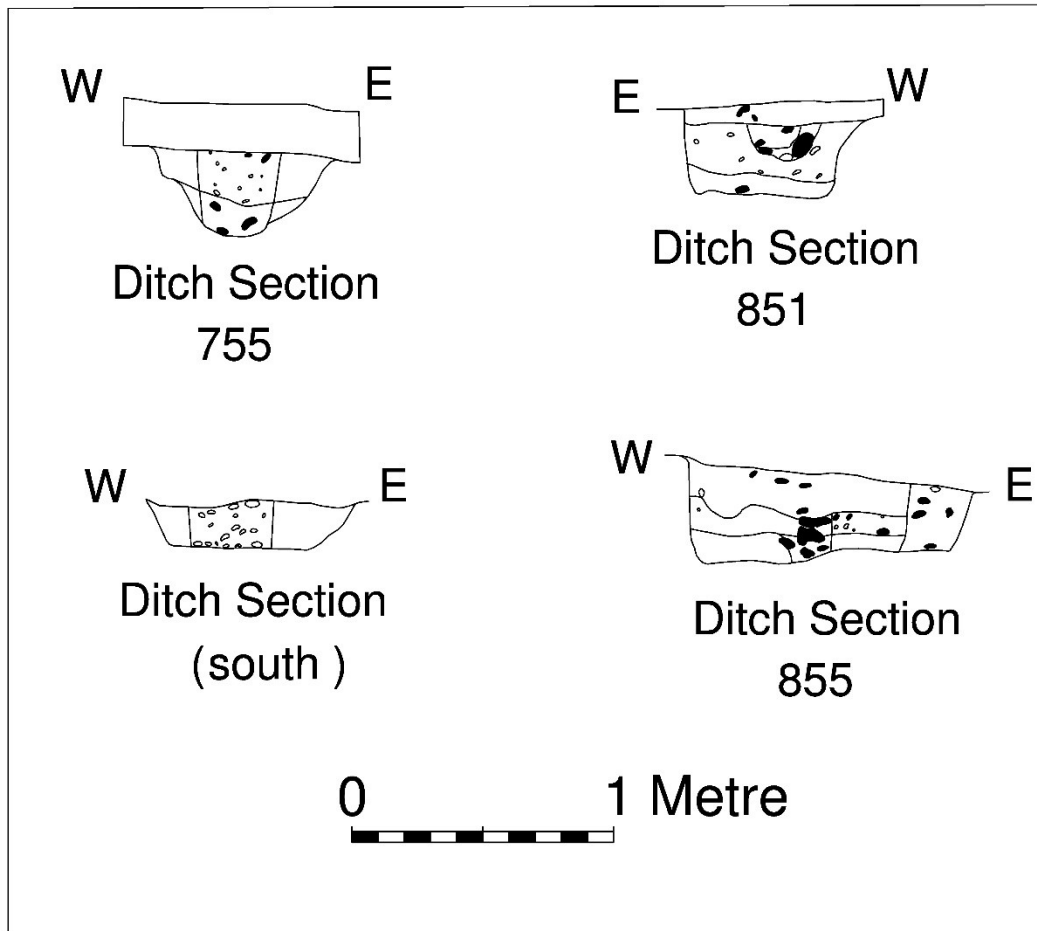 W E
Ditch Section
755
E W
Ditch Section
851
W E
Ditch Section
(south )
W E
Ditch Section
855
0 1 Metre